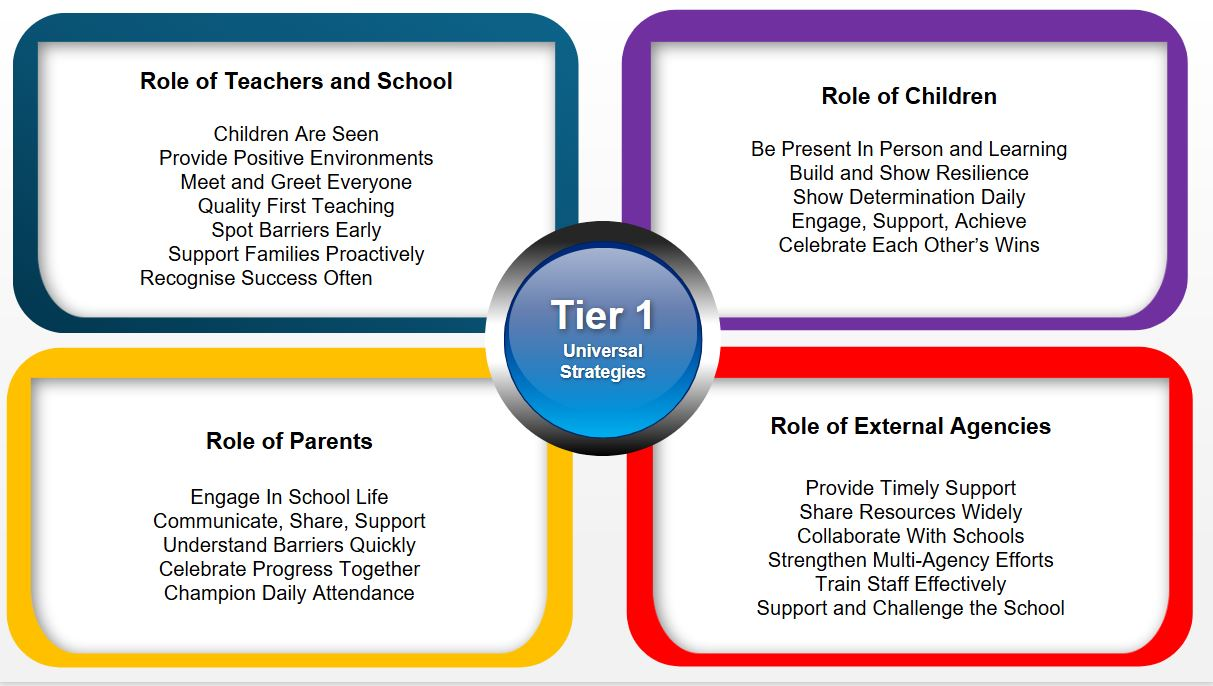 Role of Teachers and School
Children Are Seen
Provide Positive Environments
Meet and Greet Everyone
Quality First Teaching
Spot Barriers Early
Support Families Proactively
Recognise Success Often
Role of Children
Be Present In Person and Learning
Build and Show Resilience
Show Determination Daily
Engage, Support, Achieve
Celebrate Each Other’s Wins
Tier 1
Universal
Strategies
Role of Parents
Engage In School Life
Communicate, Share, Support
Understand Barriers Quickly
Celebrate Progress Together
Champion Daily Attendance
Role of External Agencies
Provide Timely Support
Share Resources Widely
Collaborate With Schools
Strengthen Multi-Agency Efforts
Train Staff Effectively
Support and Challenge the School